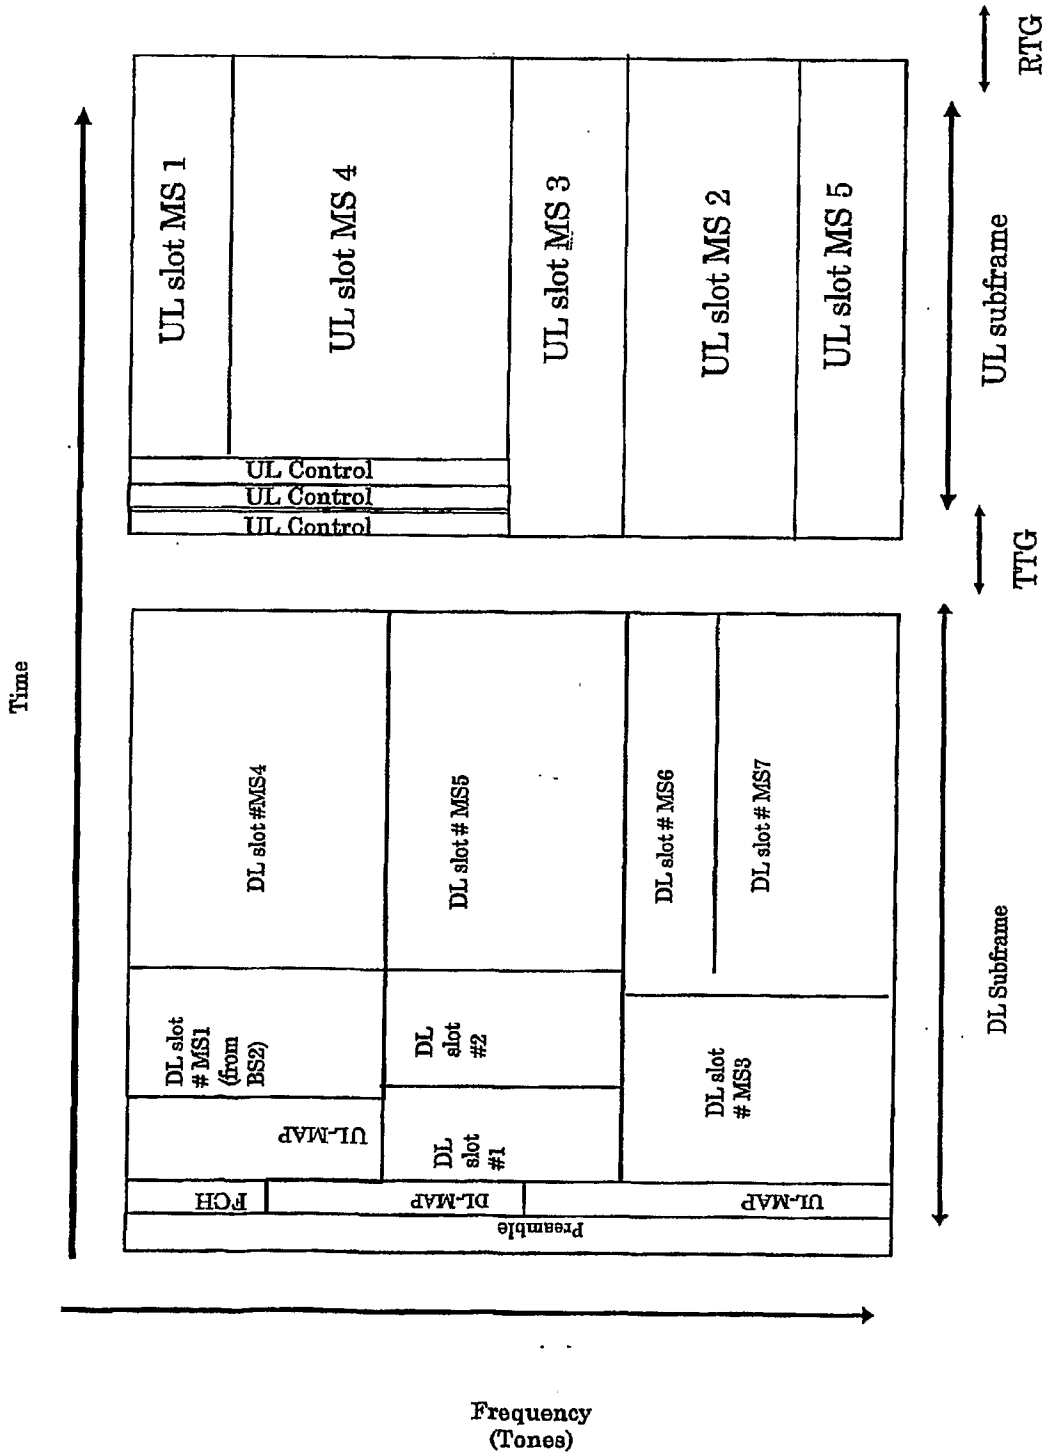 Time
Frequency
(Tones)
Preamble
FCH
DL-MAP
UL-MAP
UL-MAP
DL slot
# MS1
(from
BS2)
DL slot #MS4
DL
slot
#1
DL
slot
#2
DL slot # MS5
DL slot
# MS3
DL slot # MS6
DL slot # MS7
UL Control
UL Control
UL Control
UL slot MS 1
UL slot MS 4
UL slot MS 3
UL slot MS 2
UL slot MS 5
DL Subframe
TTG
UL subframe
RTG